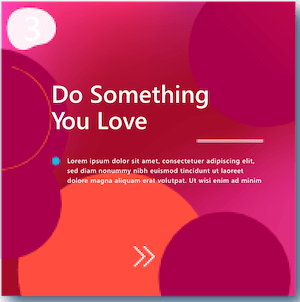 3
Do Something
You Love
Lorem ipsum dolor sit amet, consectetuer adipiscing elit,
sed diam nonummy nibh euismod tincidunt ut laoreet
dolore magna aliquam erat volutpat. Ut wisi enim ad minim